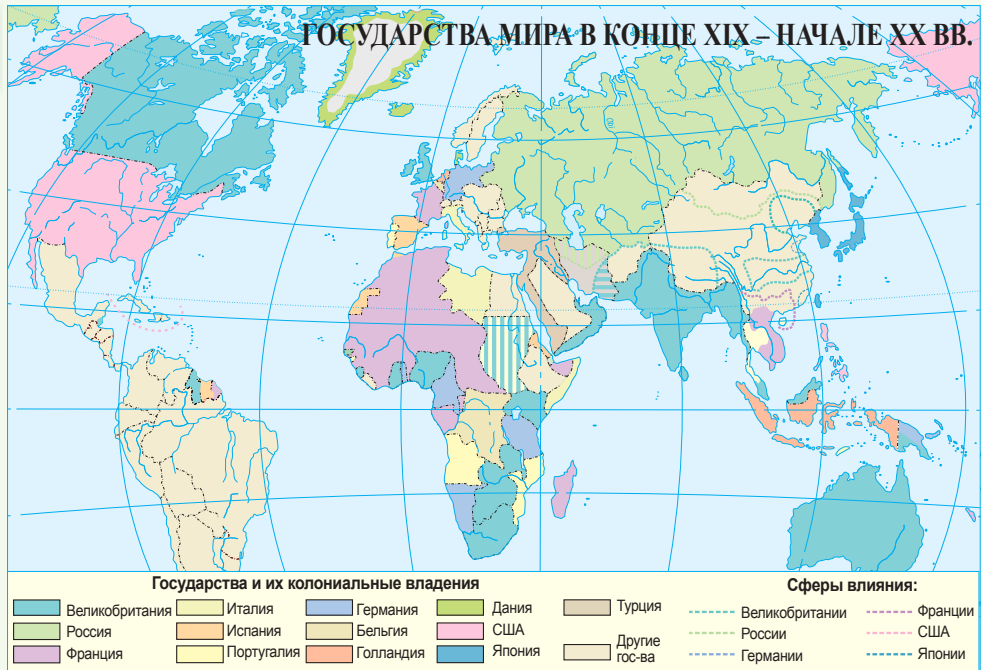 ГОСУДАРСТВА МИРА В КОНЦЕ XIX – НАЧАЛЕ XX ВВ.
Государства и их колониальные владения
Великобритания
Россия
Франция
Италия
Испания
Португалия
Германия
Бельгия
Голландия
Дания
США
Япония
Турция
Другие
гос-ва
Сферы влияния:
Великобритании
России
Германии
Франции
США
Японии